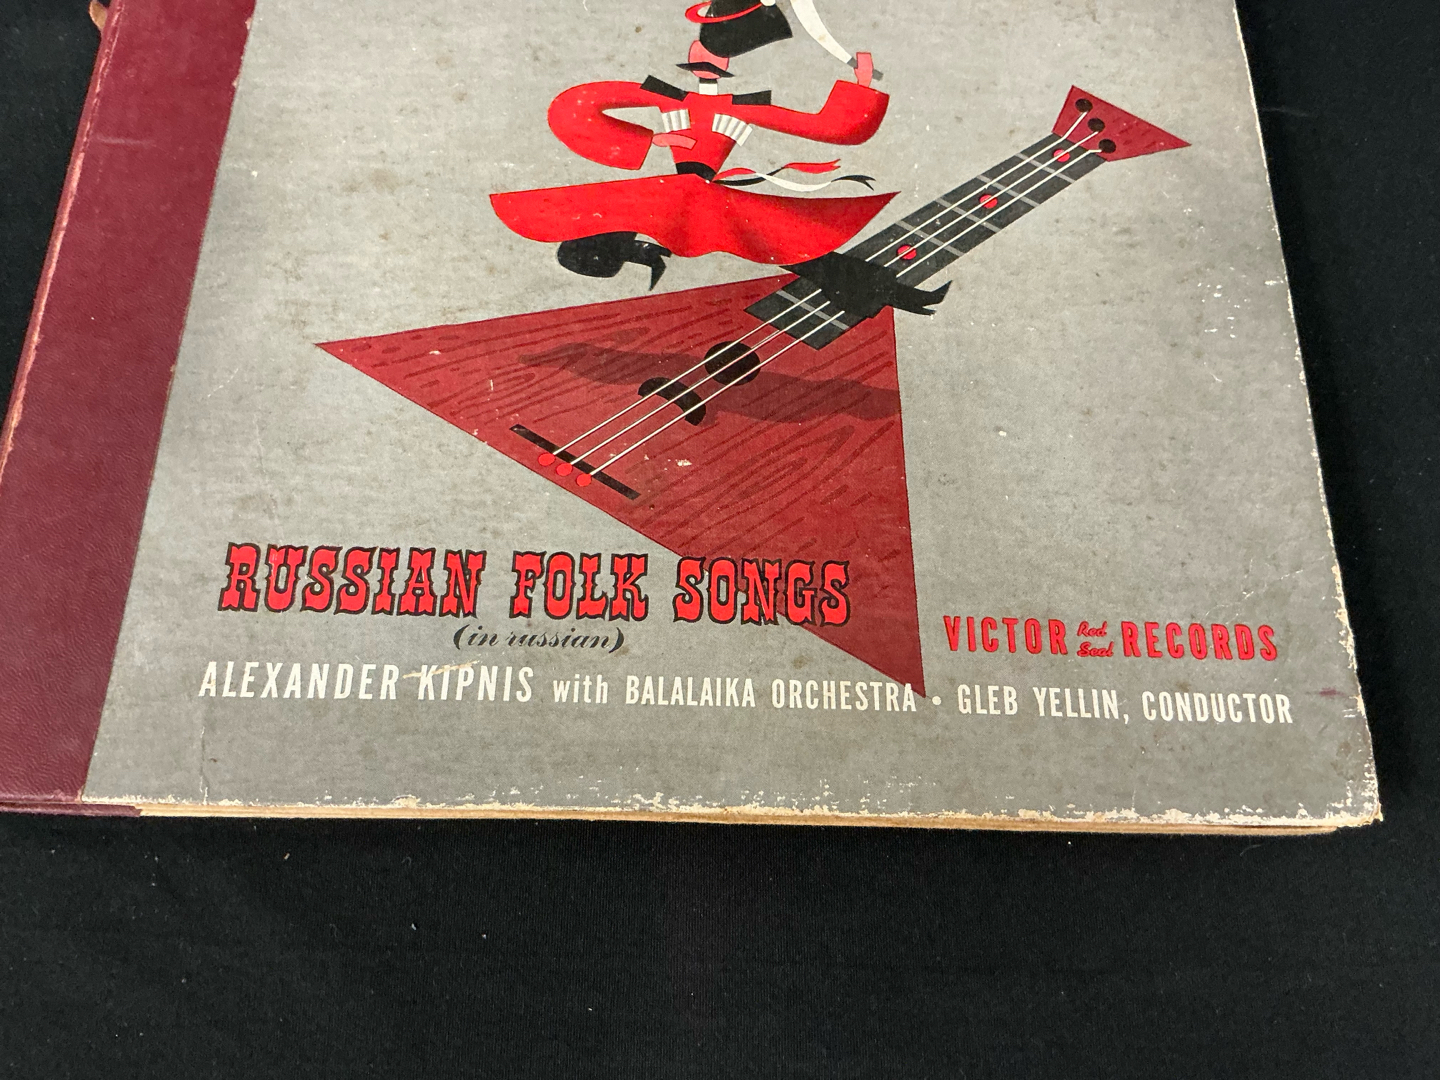 RUSSIAN FOLK SONGS
(in russian)
VICTOR Red Seal RECORDS
ALEXANDER KIPNIS with BALALAIKA ORCHESTRA • GLEB YELLIN, CONDUCTOR